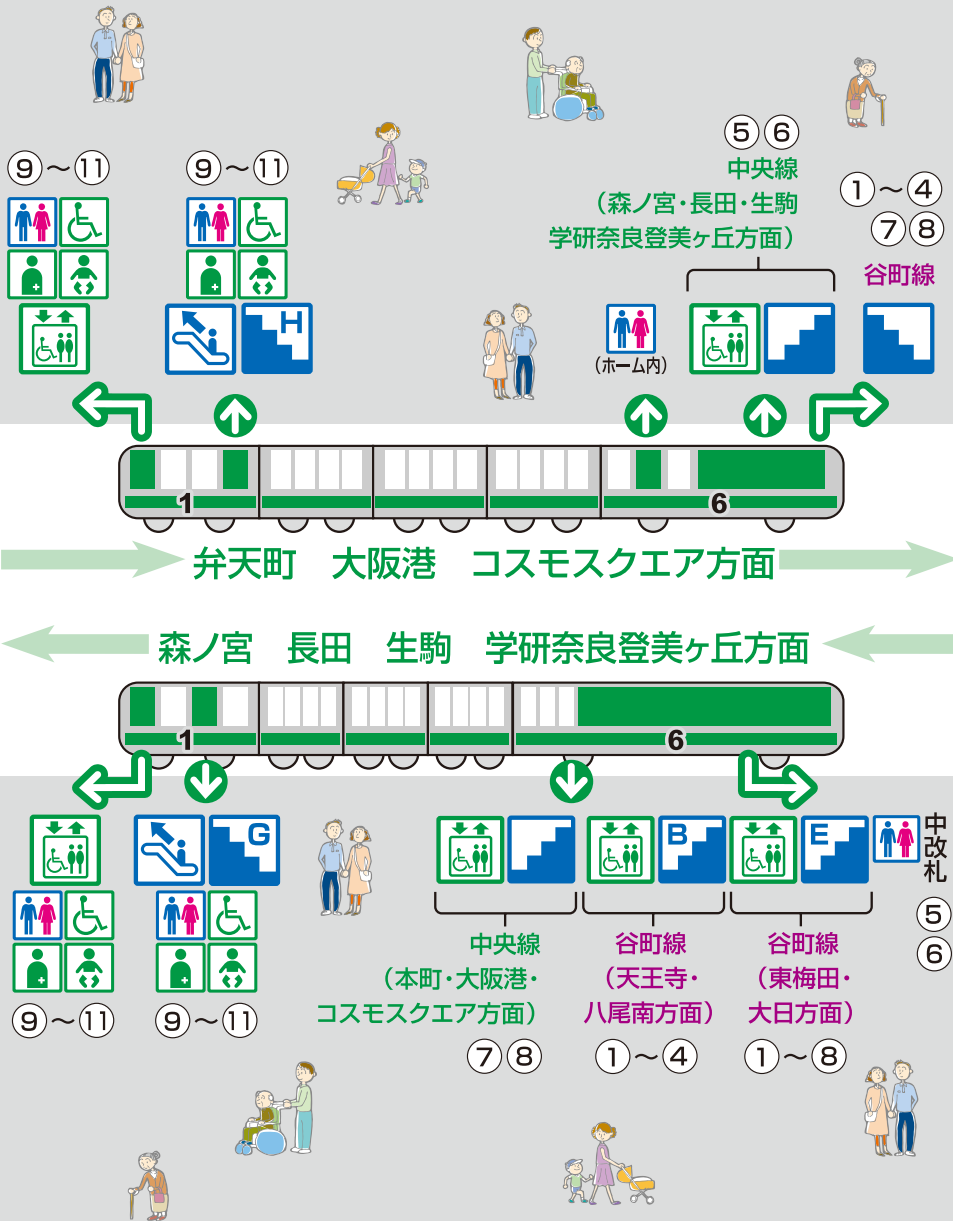 ⑤⑥
中央線
（森ノ宮・長田・生駒
学研奈良登美ヶ丘方面）
⑨～⑪
⑨～⑪
①～④
⑦⑧
谷町線
H
（ホーム内）
1
6
弁天町　大阪港　コスモスクエア方面
森ノ宮　長田　生駒　学研奈良登美ヶ丘方面
1
6
G
B
E
中改札
⑤
⑥
中央線
（本町・大阪港・
コスモスクエア方面）
⑦⑧
谷町線
（天王寺・
八尾南方面）
①～④
谷町線
（東梅田・
大日方面）
①～⑧
⑨～⑪
⑨～⑪